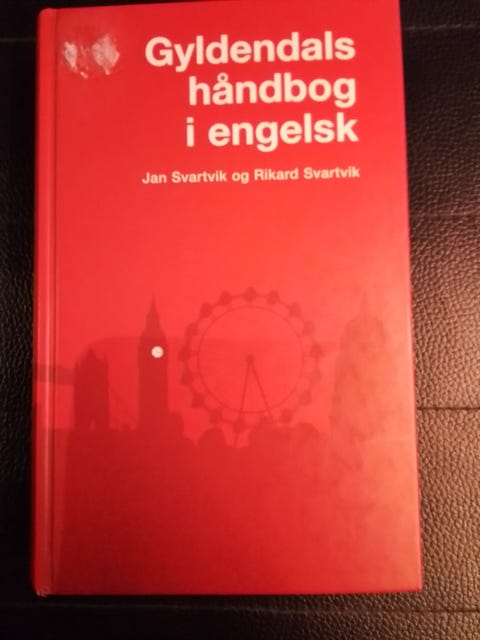 Gyldendals
håndbog
i engelsk
Jan Svartvik og Rikard Svartvik